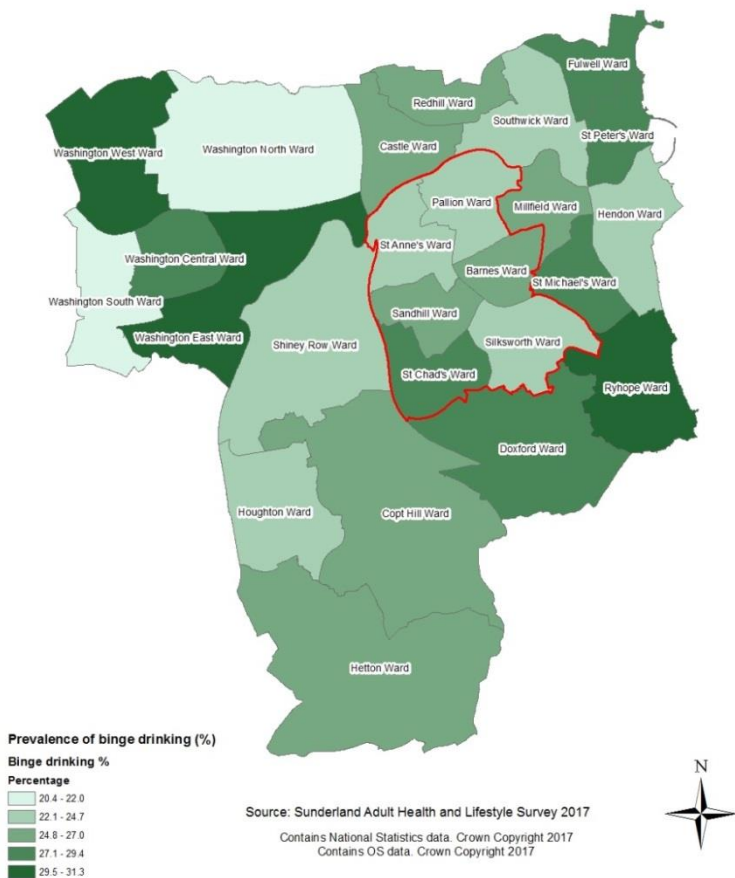 Fulwell Ward
Redhill Ward
Southwick Ward
St Peter's Ward
Castle Ward
Washington West Ward
Washington North Ward
Pallion Ward
Millfield Ward
Hendon Ward
St Anne's Ward
Washington Central Ward
Barnes Ward
St Michael's Ward
Washington South Ward
Sandhill Ward
Washington East Ward
Shiney Row Ward
Silksworth Ward
St Chad's Ward
Ryhope Ward
Doxford Ward
Houghton Ward
Copt Hill Ward
Hetton Ward
Prevalence of binge drinking (%)
Binge drinking %
Percentage
20.4 - 22.0
22.1 - 24.7
24.8 - 27.0
27.1 - 29.4
29.5 - 31.3
Source: Sunderland Adult Health and Lifestyle Survey 2017
Contains National Statistics data. Crown Copyright 2017
Contains OS data. Crown Copyright 2017
N